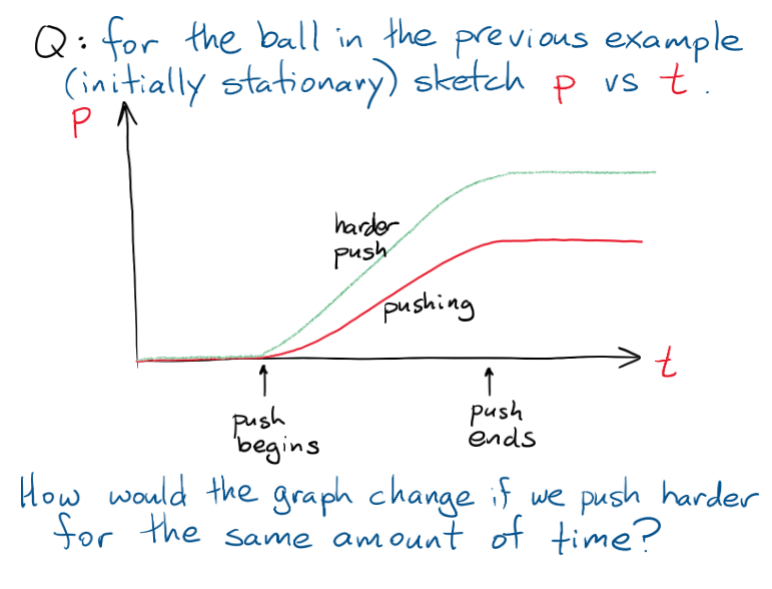 Q: for the ball in the previous example
(initially stationary) sketch p vs t.
p
harder
push
pushing
t
push
begins
push
ends
How would the graph change if we push harder
for the same amount of time?